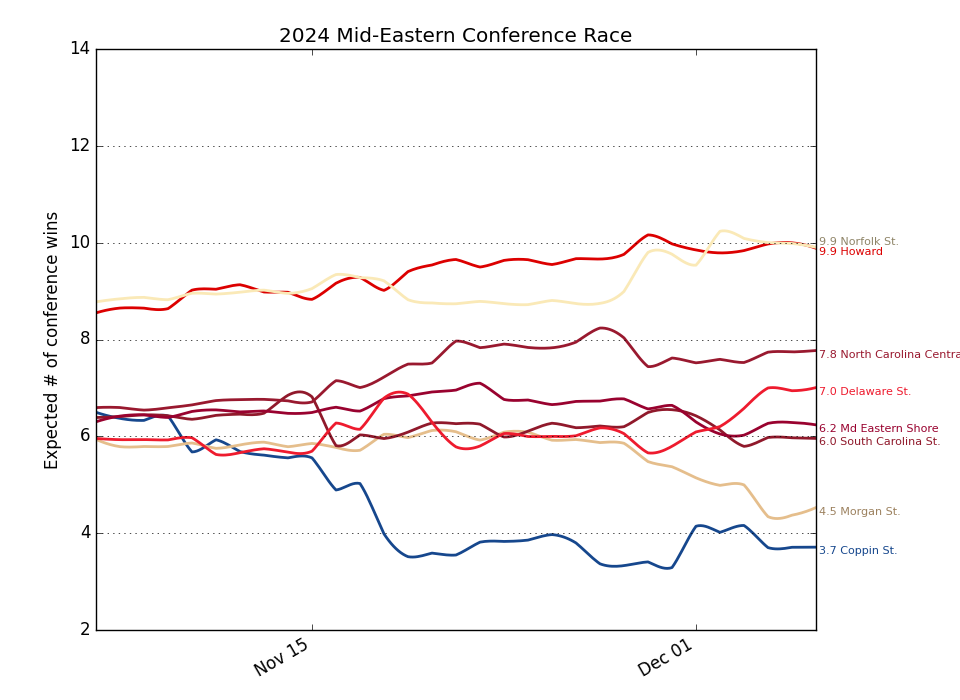 2024 Mid-Eastern Conference Race
Expected # of conference wins
14
12
10
8
6
4
2
Nov 15
Dec 01
9.9 Norfolk St.
9.9 Howard
7.8 North Carolina Centra
7.0 Delaware St.
6.2 Md Eastern Shore
6.0 South Carolina St.
4.5 Morgan St.
3.7 Coppin St.